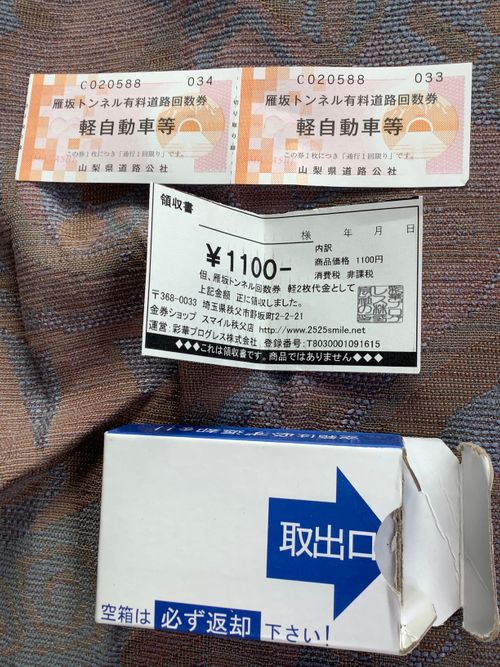 C020588 034
雁坂トンネル有料道路回数券
軽自動車等
この券1枚につき「通行1回限り」です。
山梨県道路公社
C020588 033
雁坂トンネル有料道路回数券
軽自動車等
この券1枚につき「通行1回限り」です。
山梨県道路公社
領収書
様 年 月 日
¥1100-
内訳
商品価格 1100円
消費税 非課税
但、雁坂トンネル回数券 軽2枚代金として
上記金額 正に領収しました。
〒368-0033 埼玉県秩父市野坂町2-2-21
金券ショップ スマイル秩父店 http://www.2525smile.net
運営:彩華プログレス株式会社 登録番号:T8030001091615
◆◆◆これは領収書です。商品ではありません◆◆◆
取出口
空箱は 必ず返却 下さい!